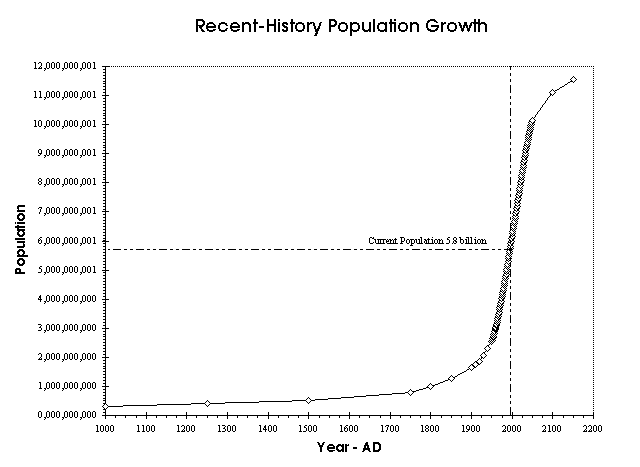 Recent-History Population Growth
12,000,000,001
11,000,000,001
10,000,000,001
9,000,000,001
8,000,000,001
7,000,000,001
6,000,000,001
5,000,000,001
4,000,000,000
3,000,000,000
2,000,000,000
1,000,000,000
0,000,000,000
Population
Current Population 5.8 billion
1000 1100 1200 1300 1400 1500 1600 1700 1800 1900 2000 2100 2200
Year - AD